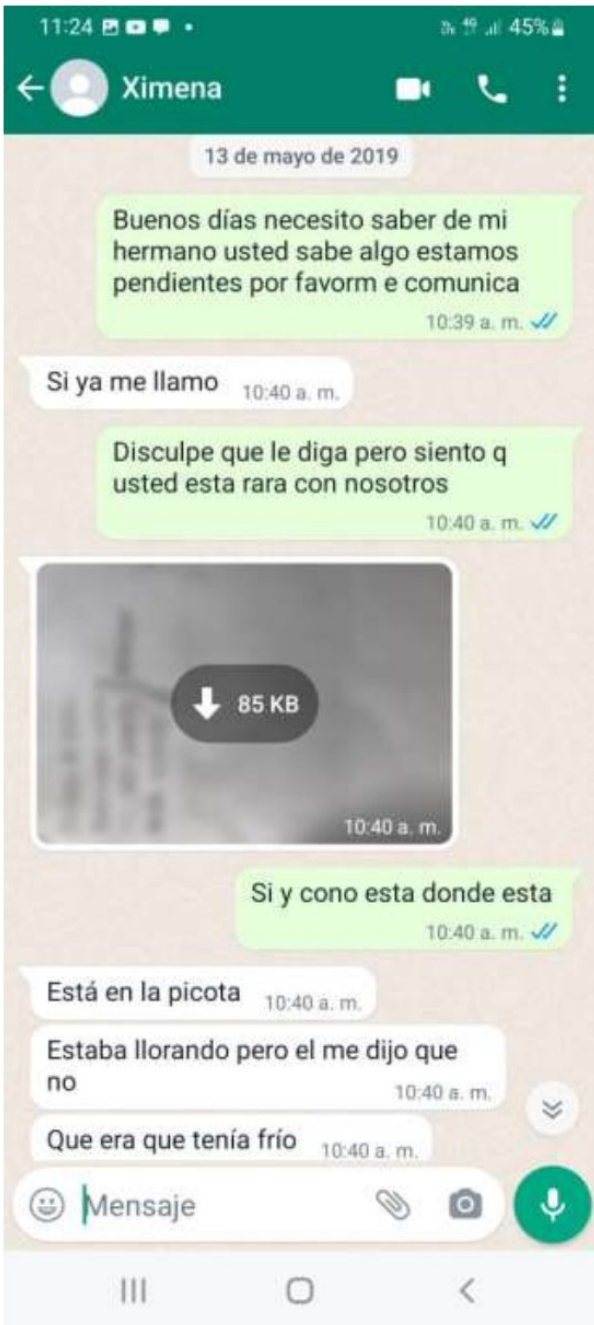 11:24
45%
Ximena
13 de mayo de 2019
Buenos días necesito saber de mi
hermano usted sabe algo estamos
pendientes por favorm e comunica
10:39 a. m.
Si ya me llamo
10:40 a. m.
Disculpe que le diga pero siento q
usted esta rara con nosotros
10:40 a. m.
85 KB
10:40 a. m.
Si y cono esta donde esta
10:40 a. m.
Está en la picota
10:40 a. m.
Estaba llorando pero el me dijo que
no
10:40 a. m.
Que era que tenía frío
10:40 a. m.
Mensaje